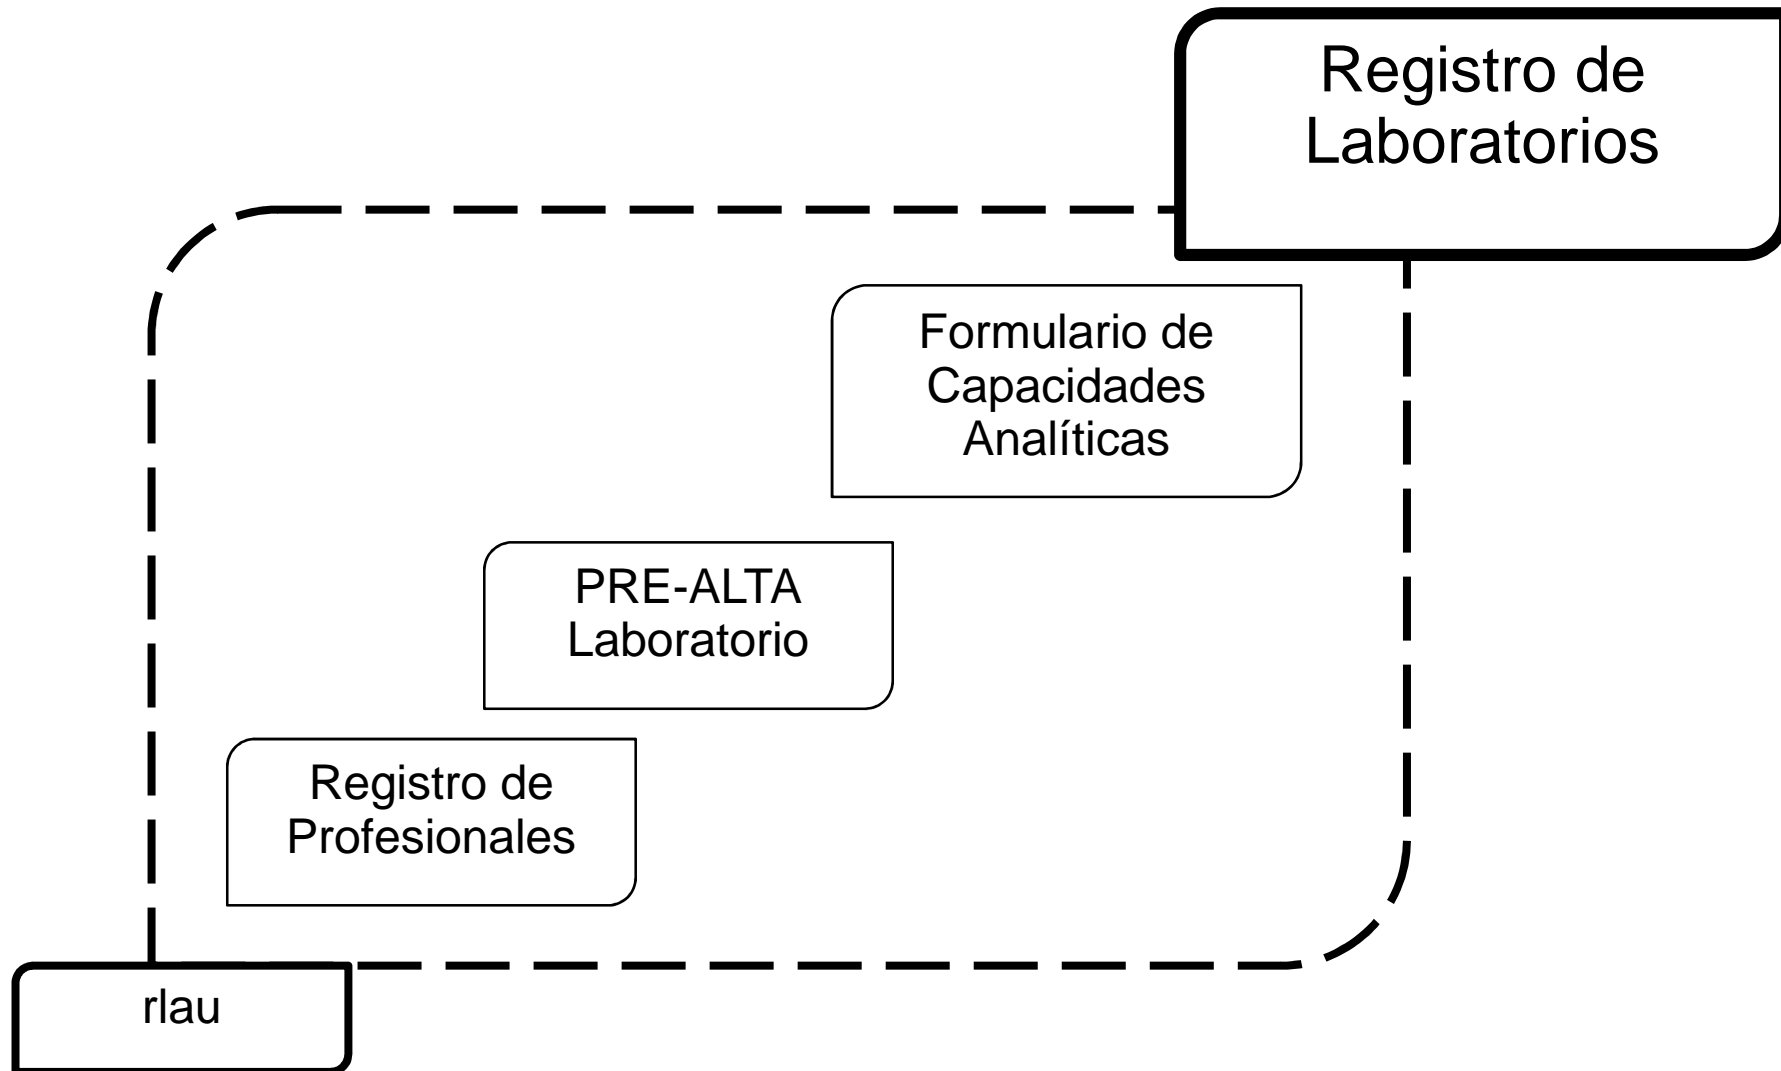 Registro de
Laboratorios
Formulario de
Capacidades
Analíticas
PRE-ALTA
Laboratorio
Registro de
Profesionales
rlau